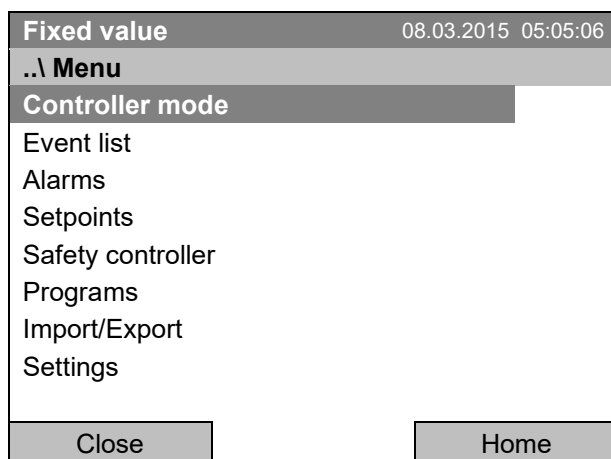 Fixed value 08.03.2015 05:05:06
..\ Menu
Controller mode
Event list
Alarms
Setpoints
Safety controller
Programs
Import/Export
Settings
Close Home